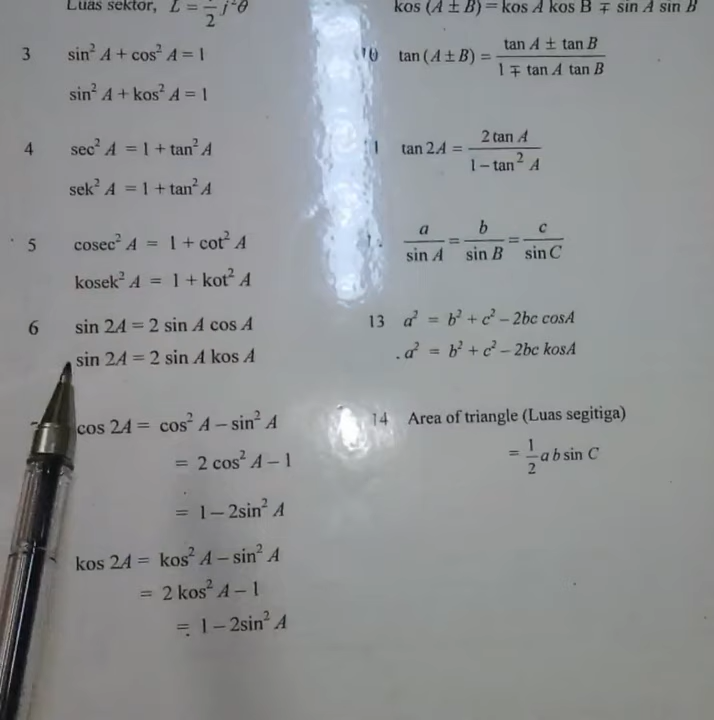 Luas sektor, L = 1/2 j²θ
3 sin² A + cos² A = 1
sin² A + kos² A = 1
4 sec² A = 1 + tan² A
sek² A = 1 + tan² A
5 cosec² A = 1 + cot² A
kosek² A = 1 + kot² A
6 sin 2A = 2 sin A cos A
sin 2A = 2 sin A kos A
cos 2A = cos² A – sin² A
= 2 cos² A – 1
= 1 – 2sin² A
kos 2A = kos² A – sin² A
= 2 kos² A – 1
= 1 – 2sin² A
kos (A ± B) = kos A kos B ∓ sin A sin B
10 tan (A ± B) = (tan A ± tan B) / (1 ∓ tan A tan B)
tan 2A = (2 tan A) / (1 – tan² A)
a / sin A = b / sin B = c / sin C
13 a² = b² + c² – 2bc cosA
a² = b² + c² – 2bc kosA
14 Area of triangle (Luas segitiga)
= 1/2 a b sin C